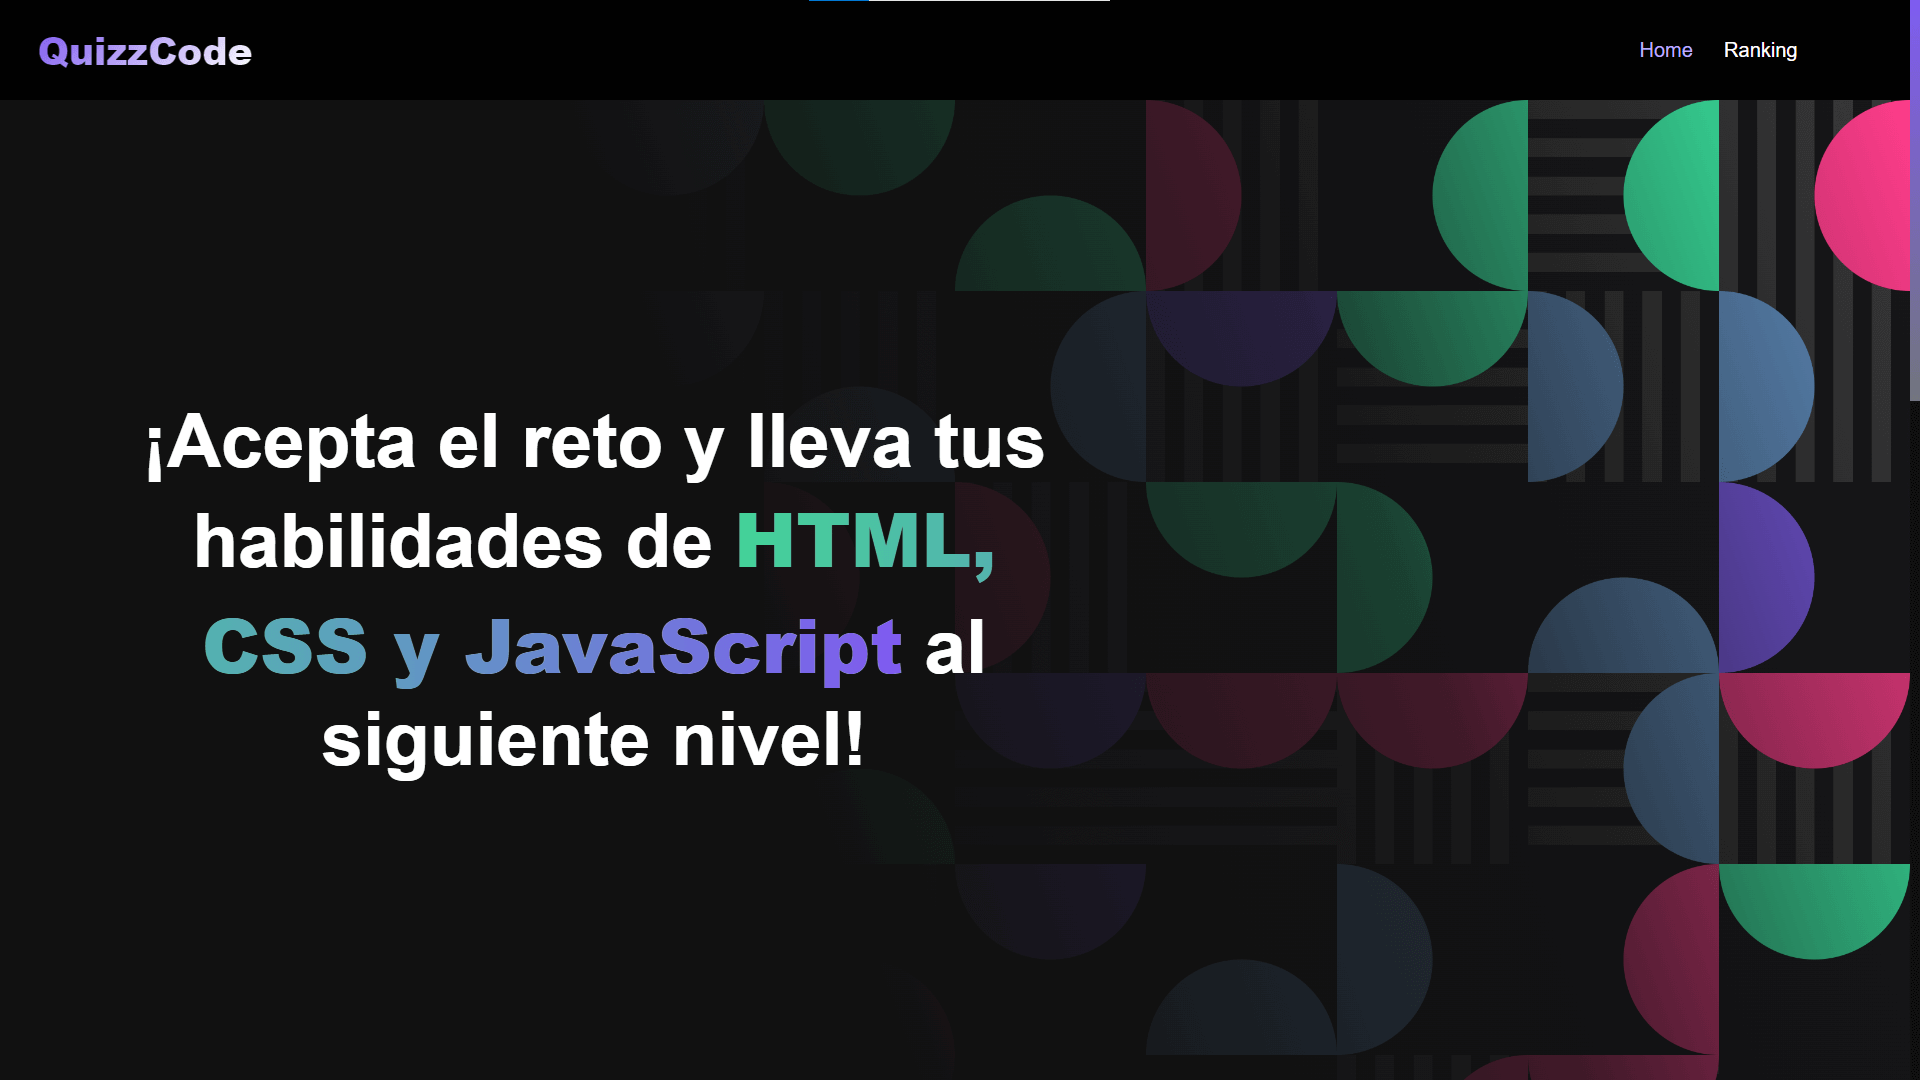 QuizzCode
Home
Ranking
¡Acepta el reto y lleva tus
habilidades de HTML,
CSS y JavaScript al
siguiente nivel!